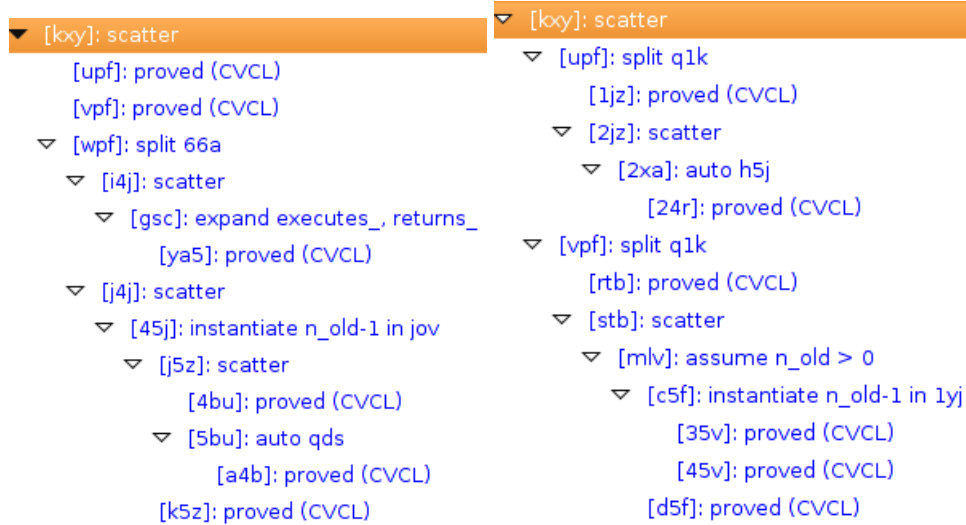 [kxy]: scatter
[upf]: proved (CVCL)
[vpf]: proved (CVCL)
[wpf]: split 66a
[i4j]: scatter
[gsc]: expand executes_, returns_
[ya5]: proved (CVCL)
[j4j]: scatter
[45j]: instantiate n_old-1 in jov
[j5z]: scatter
[4bu]: proved (CVCL)
[5bu]: auto qds
[a4b]: proved (CVCL)
[k5z]: proved (CVCL)
[kxy]: scatter
[upf]: split q1k
[1jz]: proved (CVCL)
[2jz]: scatter
[2xa]: auto h5j
[24r]: proved (CVCL)
[vpf]: split q1k
[rtb]: proved (CVCL)
[stb]: scatter
[mlv]: assume n_old > 0
[c5f]: instantiate n_old-1 in 1yj
[35v]: proved (CVCL)
[45v]: proved (CVCL)
[d5f]: proved (CVCL)